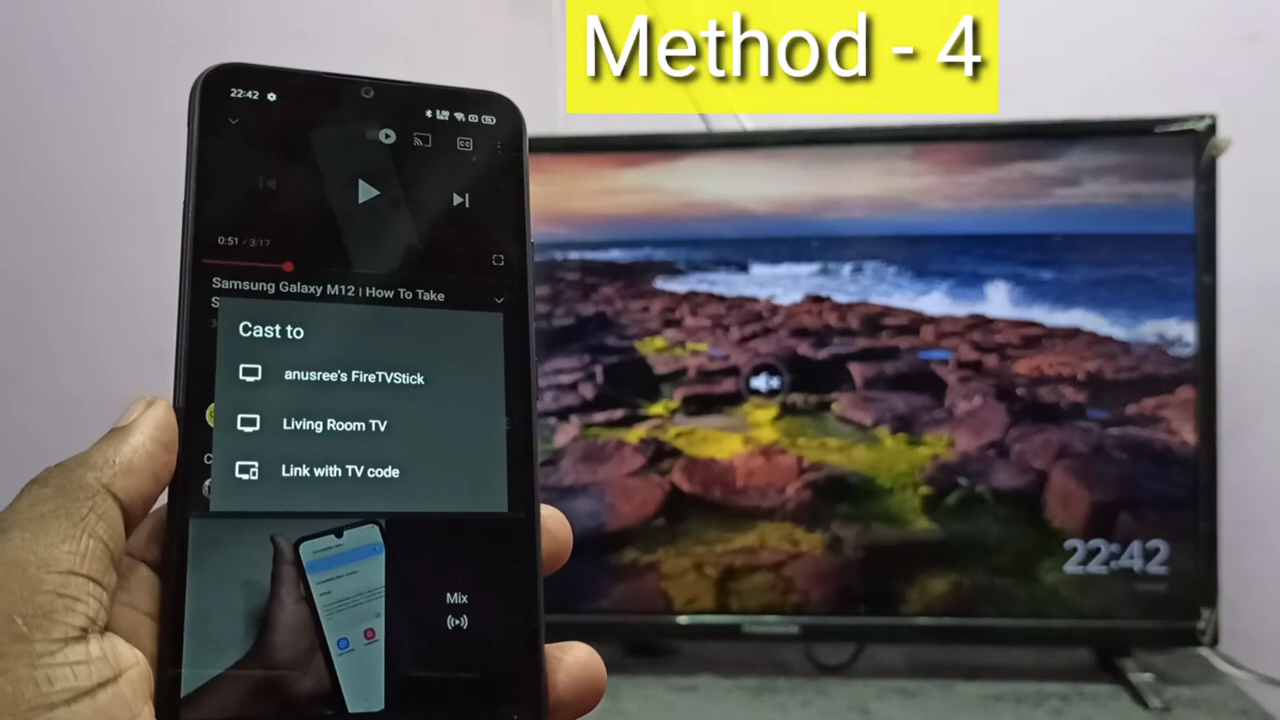 Method - 4
22:42
CC
0:51 / 3:17
Samsung Galaxy M12 | How To Take
S
Cast to
anusree's FireTVStick
Living Room TV
Link with TV code
C
Mix
22:42